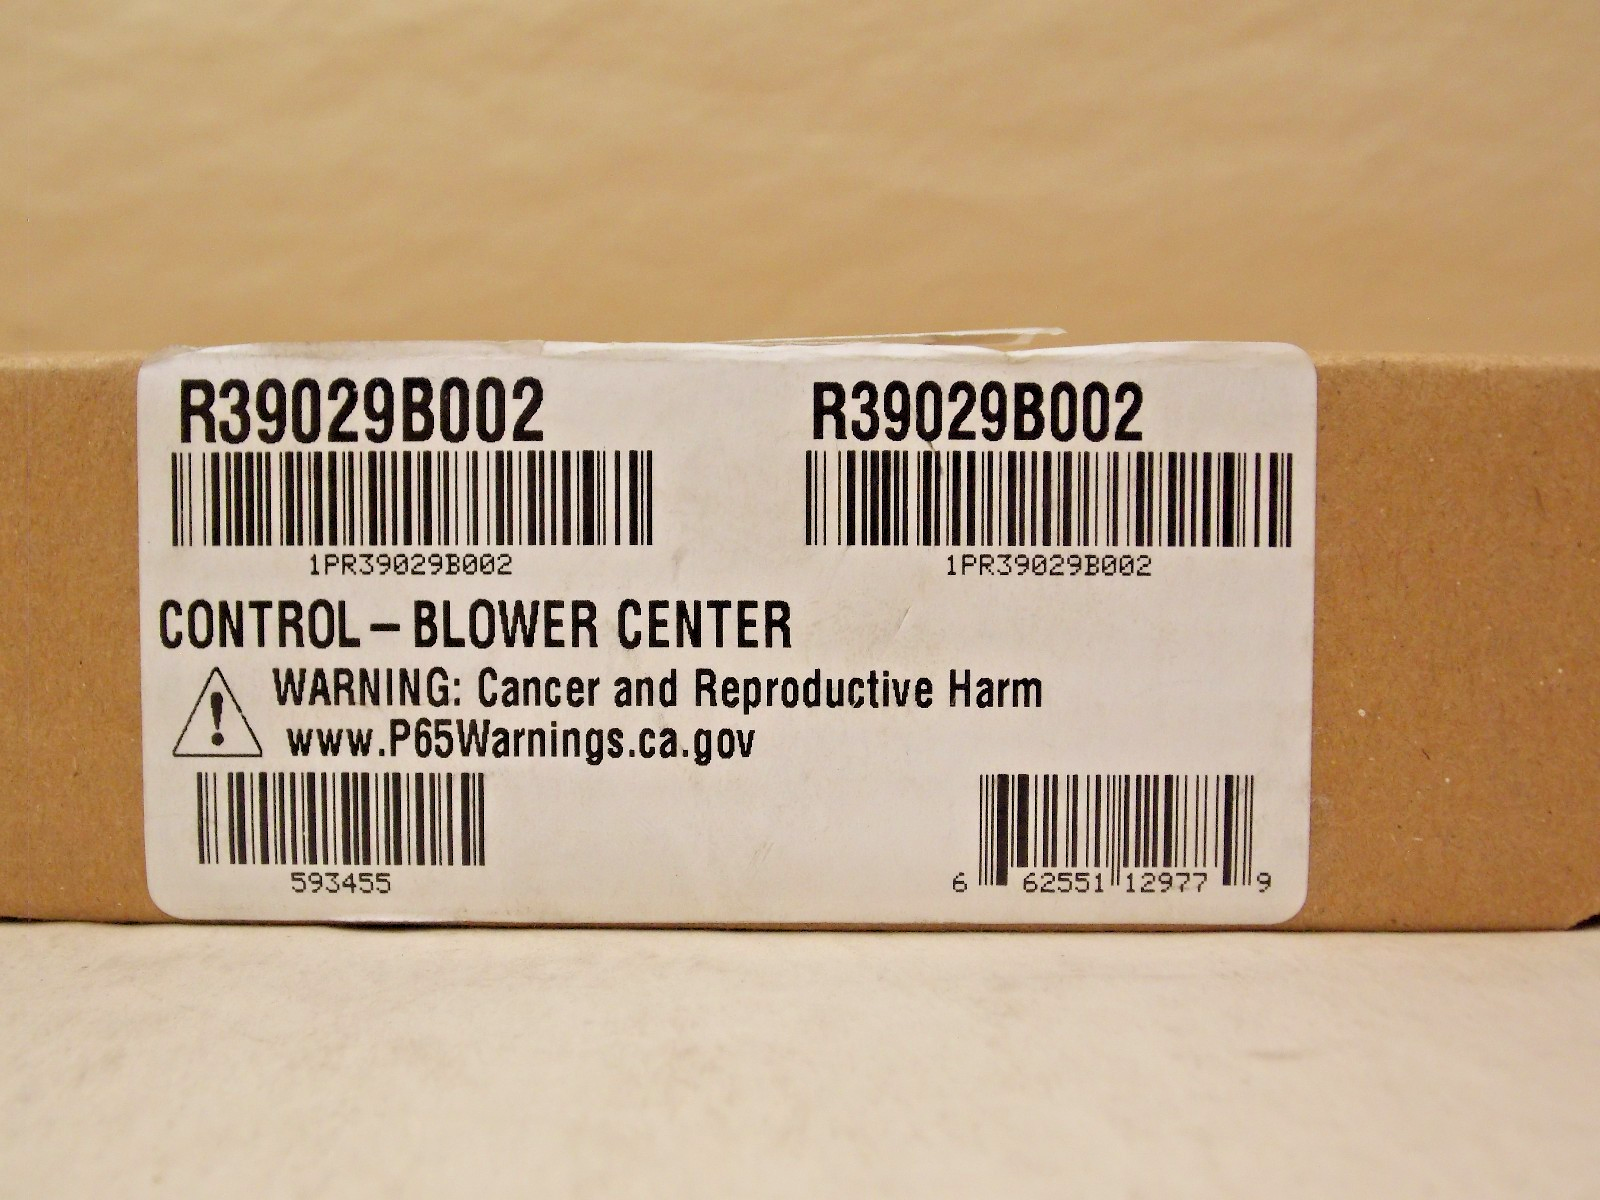 R39029B002 R39029B002
1PR39029B002 1PR39029B002
CONTROL – BLOWER CENTER
! WARNING: Cancer and Reproductive Harm
www.P65Warnings.ca.gov
593455 6 62551 12977 9